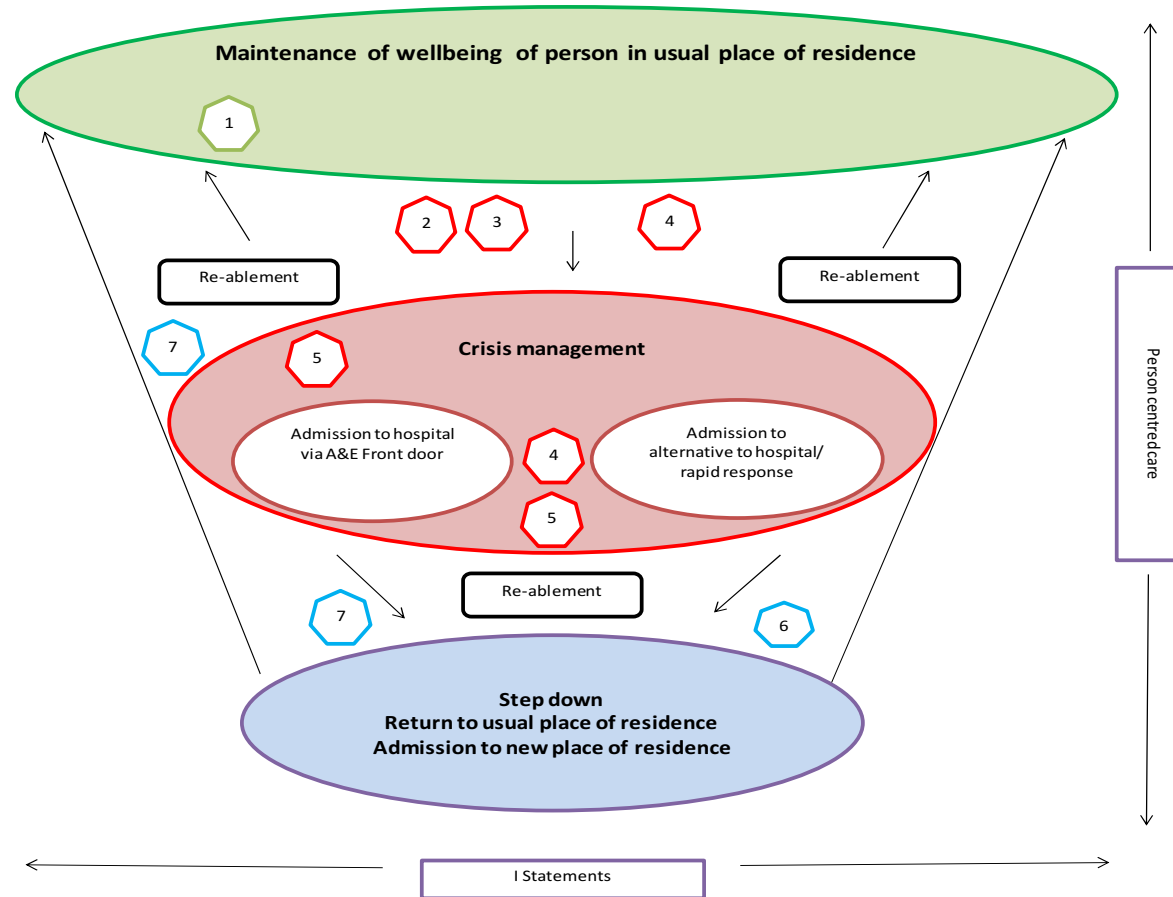 Maintenance of wellbeing of person in usual place of residence
1
2
3
4
Re-ablement
Re-ablement
7
5
Crisis management
Admission to hospital
via A&E Front door
4
Admission to
alternative to hospital/
rapid response
5
Re-ablement
7
6
Step down
Return to usual place of residence
Admission to new place of residence
Person centred care
I Statements